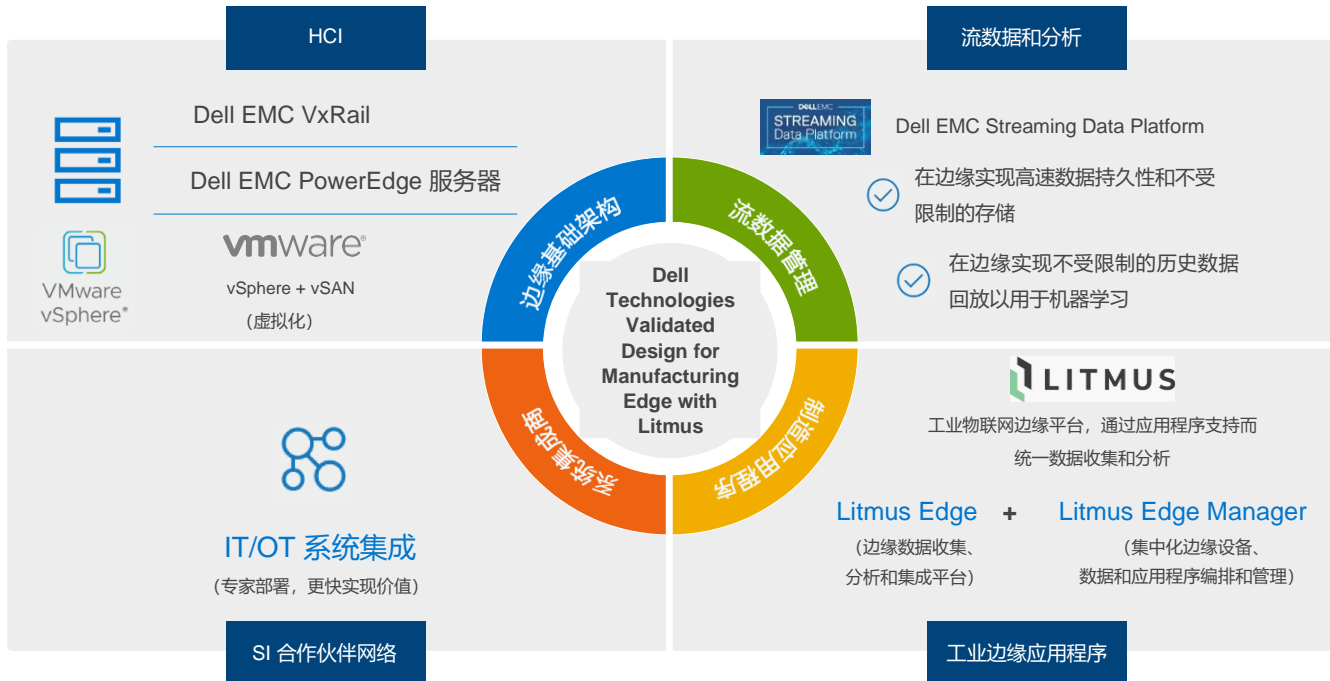 HCI
Dell EMC VxRail
Dell EMC PowerEdge 服务器
VMware
vSphere®
vmware®
vSphere + vSAN
(虚拟化)
流数据和分析
DELLEMC
STREAMING
Data Platform
Dell EMC Streaming Data Platform
在边缘实现高速数据持久性和不受
限制的存储
在边缘实现不受限制的历史数据
回放以用于机器学习
边缘基础架构
流数据管理
Dell
Technologies
Validated
Design for
Manufacturing
Edge with
Litmus
系统集成商
制造应用程序
IT/OT 系统集成
(专家部署，更快实现价值)
SI 合作伙伴网络
LITMUS
工业物联网边缘平台，通过应用程序支持而
统一数据收集和分析
Litmus Edge + Litmus Edge Manager
(边缘数据收集、
分析和集成平台)
(集中化边缘设备、
数据和应用程序编排和管理)
工业边缘应用程序